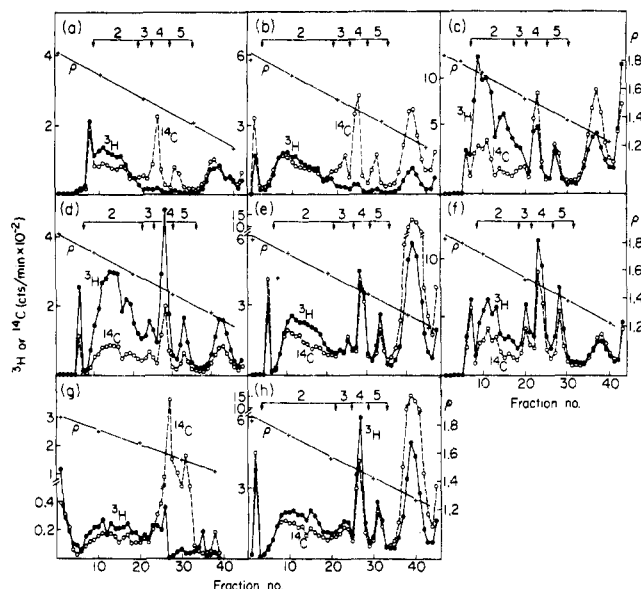 (a) (b) (c)
2 3 4 5 2 3 4 5 2 3 4 5
4 6 10 1.8
ρ ρ ρ ρ
³H ¹⁴C ³H ¹⁴C ³H ¹⁴C
2 3 5 1.6
1.4
1.2
(d) (e) (f)
2 3 4 5 2 3 4 5 2 3 4 5
4 15 10 6 10 1.8
ρ ρ ρ ρ
³H ¹⁴C ³H ¹⁴C ³H ¹⁴C
2 3 1.6
1.4
1.2
³H or ¹⁴C (cts/min × 10⁻²)
(g) (h)
2 3 4 5
10 20 30 40
Fraction no.
3 15 10 6 ρ
ρ ρ 1.8
¹⁴C ³H
2 1.6
1 3 1.4
0.4 ³H ¹⁴C 1.2
0.2
10 20 30 40 10 20 30 40
Fraction no.